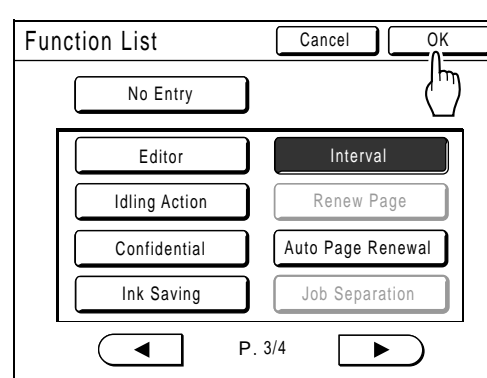 Function List Cancel OK
No Entry
Editor Interval
Idling Action Renew Page
Confidential Auto Page Renewal
Ink Saving Job Separation
P. 3/4